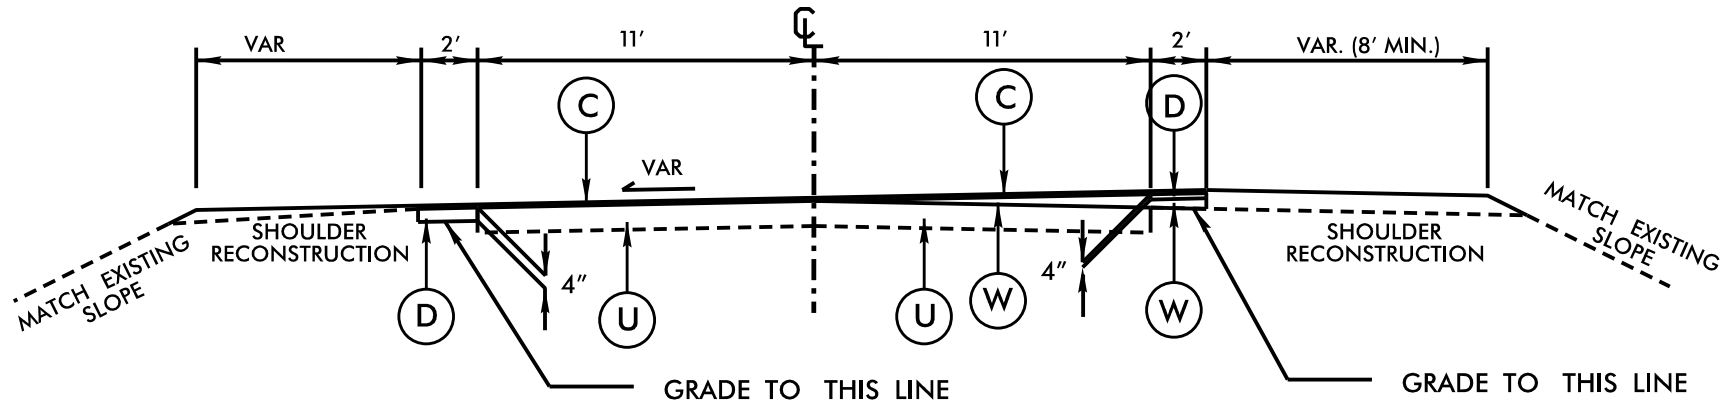 VAR
2'
11'
℄
11'
2'
VAR. (8' MIN.)
C
C
D
VAR
MATCH EXISTING
SLOPE
SHOULDER
RECONSTRUCTION
SHOULDER
RECONSTRUCTION
MATCH EXISTING
SLOPE
4"
4"
D
U
U
W
W
GRADE TO THIS LINE
GRADE TO THIS LINE